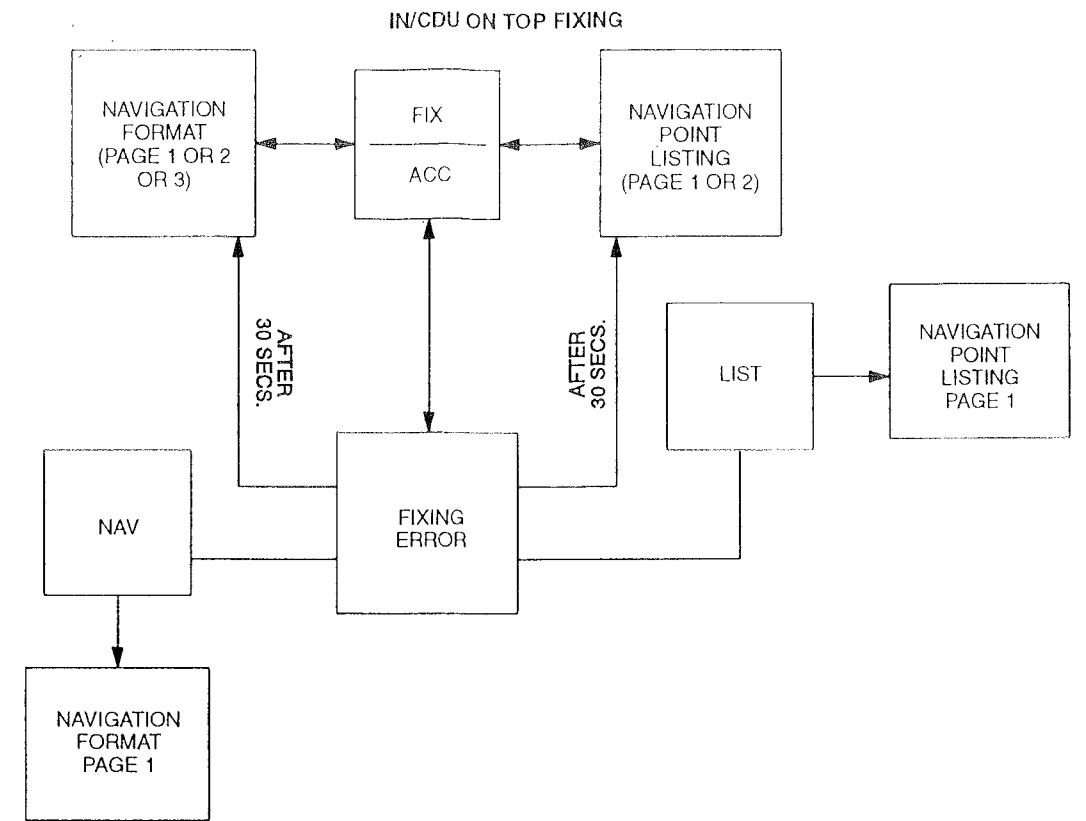 IN/CDU ON TOP FIXING
NAVIGATION
FORMAT
(PAGE 1 OR 2
OR 3)
FIX
ACC
NAVIGATION
POINT
LISTING
(PAGE 1 OR 2)
AFTER
30 SECS.
AFTER
30 SECS.
LIST
NAVIGATION
POINT
LISTING
PAGE 1
NAV
FIXING
ERROR
NAVIGATION
FORMAT
PAGE 1